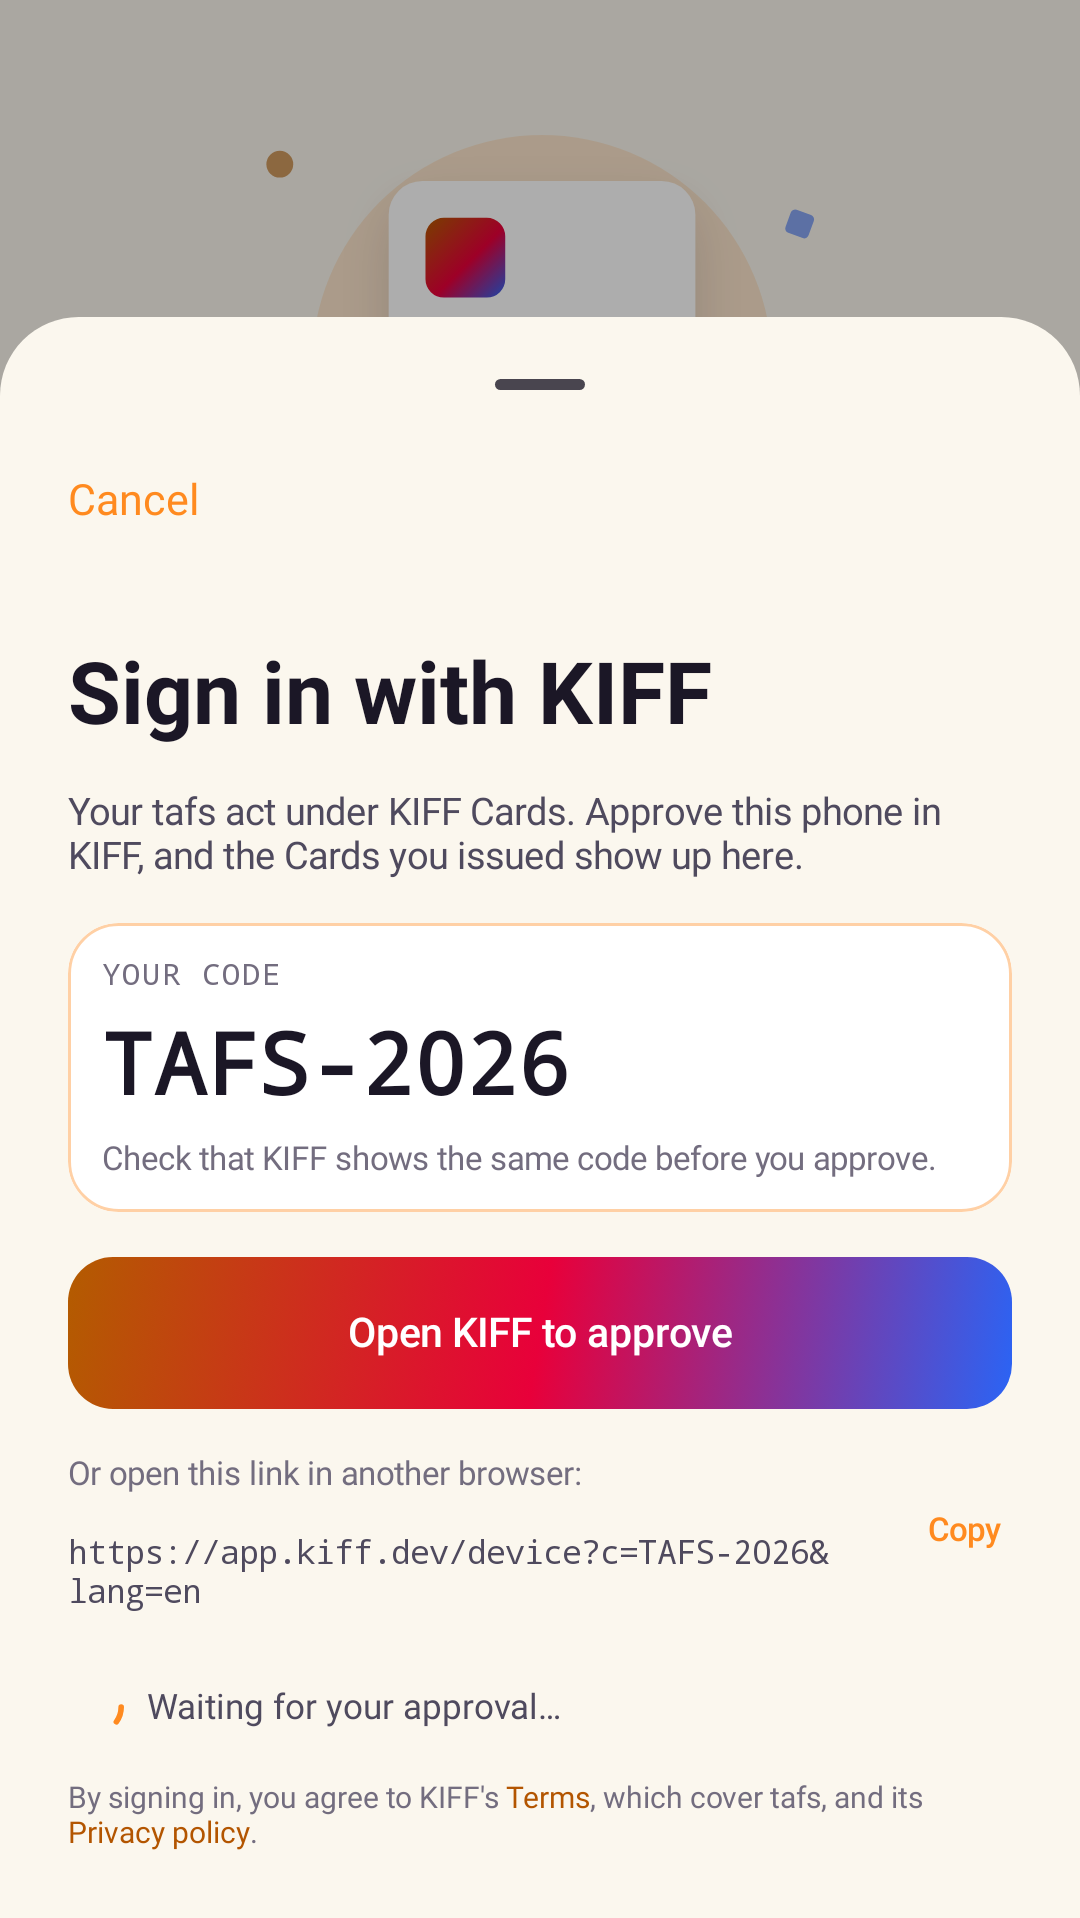 Cancel
Sign in with KIFF
Your tafs act under KIFF Cards. Approve this phone in
KIFF, and the Cards you issued show up here.
YOUR CODE
TAFS-2026
Check that KIFF shows the same code before you approve.
Open KIFF to approve
Or open this link in another browser:
Copy
https://app.kiff.dev/device?c=TAFS-2026&
lang=en
Waiting for your approval…
By signing in, you agree to KIFF's Terms, which cover tafs, and its
Privacy policy.